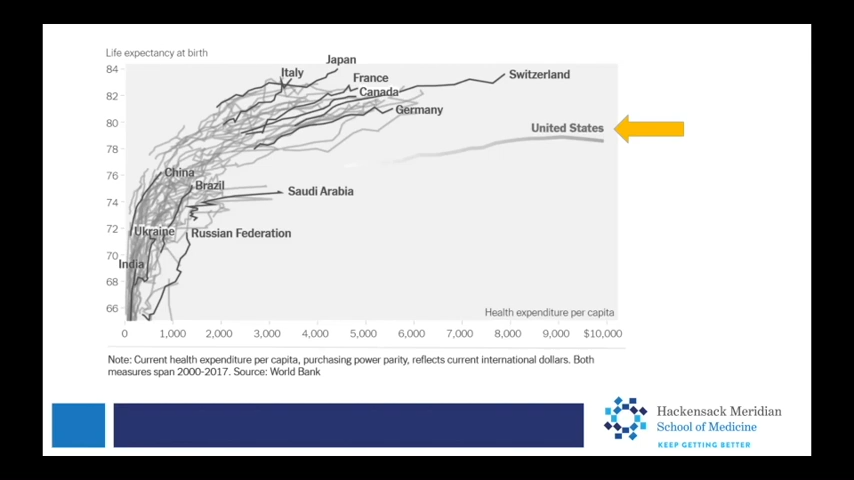 Life expectancy at birth
84
82
80
78
76
74
72
70
68
66
Japan
Italy
France
Switzerland
Canada
Germany
United States
China
Brazil
Saudi Arabia
Ukraine
Russian Federation
India
Health expenditure per capita
0 1,000 2,000 3,000 4,000 5,000 6,000 7,000 8,000 9,000 $10,000
Note: Current health expenditure per capita, purchasing power parity, reflects current international dollars. Both
measures span 2000-2017. Source: World Bank
Hackensack Meridian
School of Medicine
KEEP GETTING BETTER